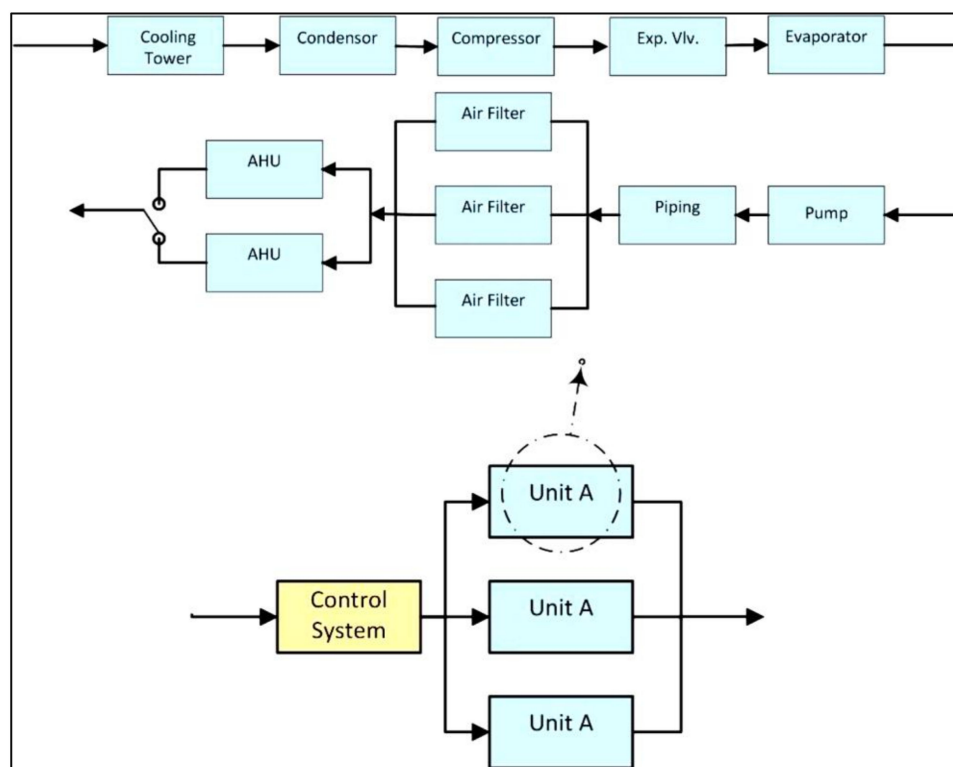 Cooling
Tower
Condensor
Compressor
Exp. Vlv.
Evaporator
Air Filter
AHU
Air Filter
Piping
Pump
AHU
Air Filter
Unit A
Control
System
Unit A
Unit A